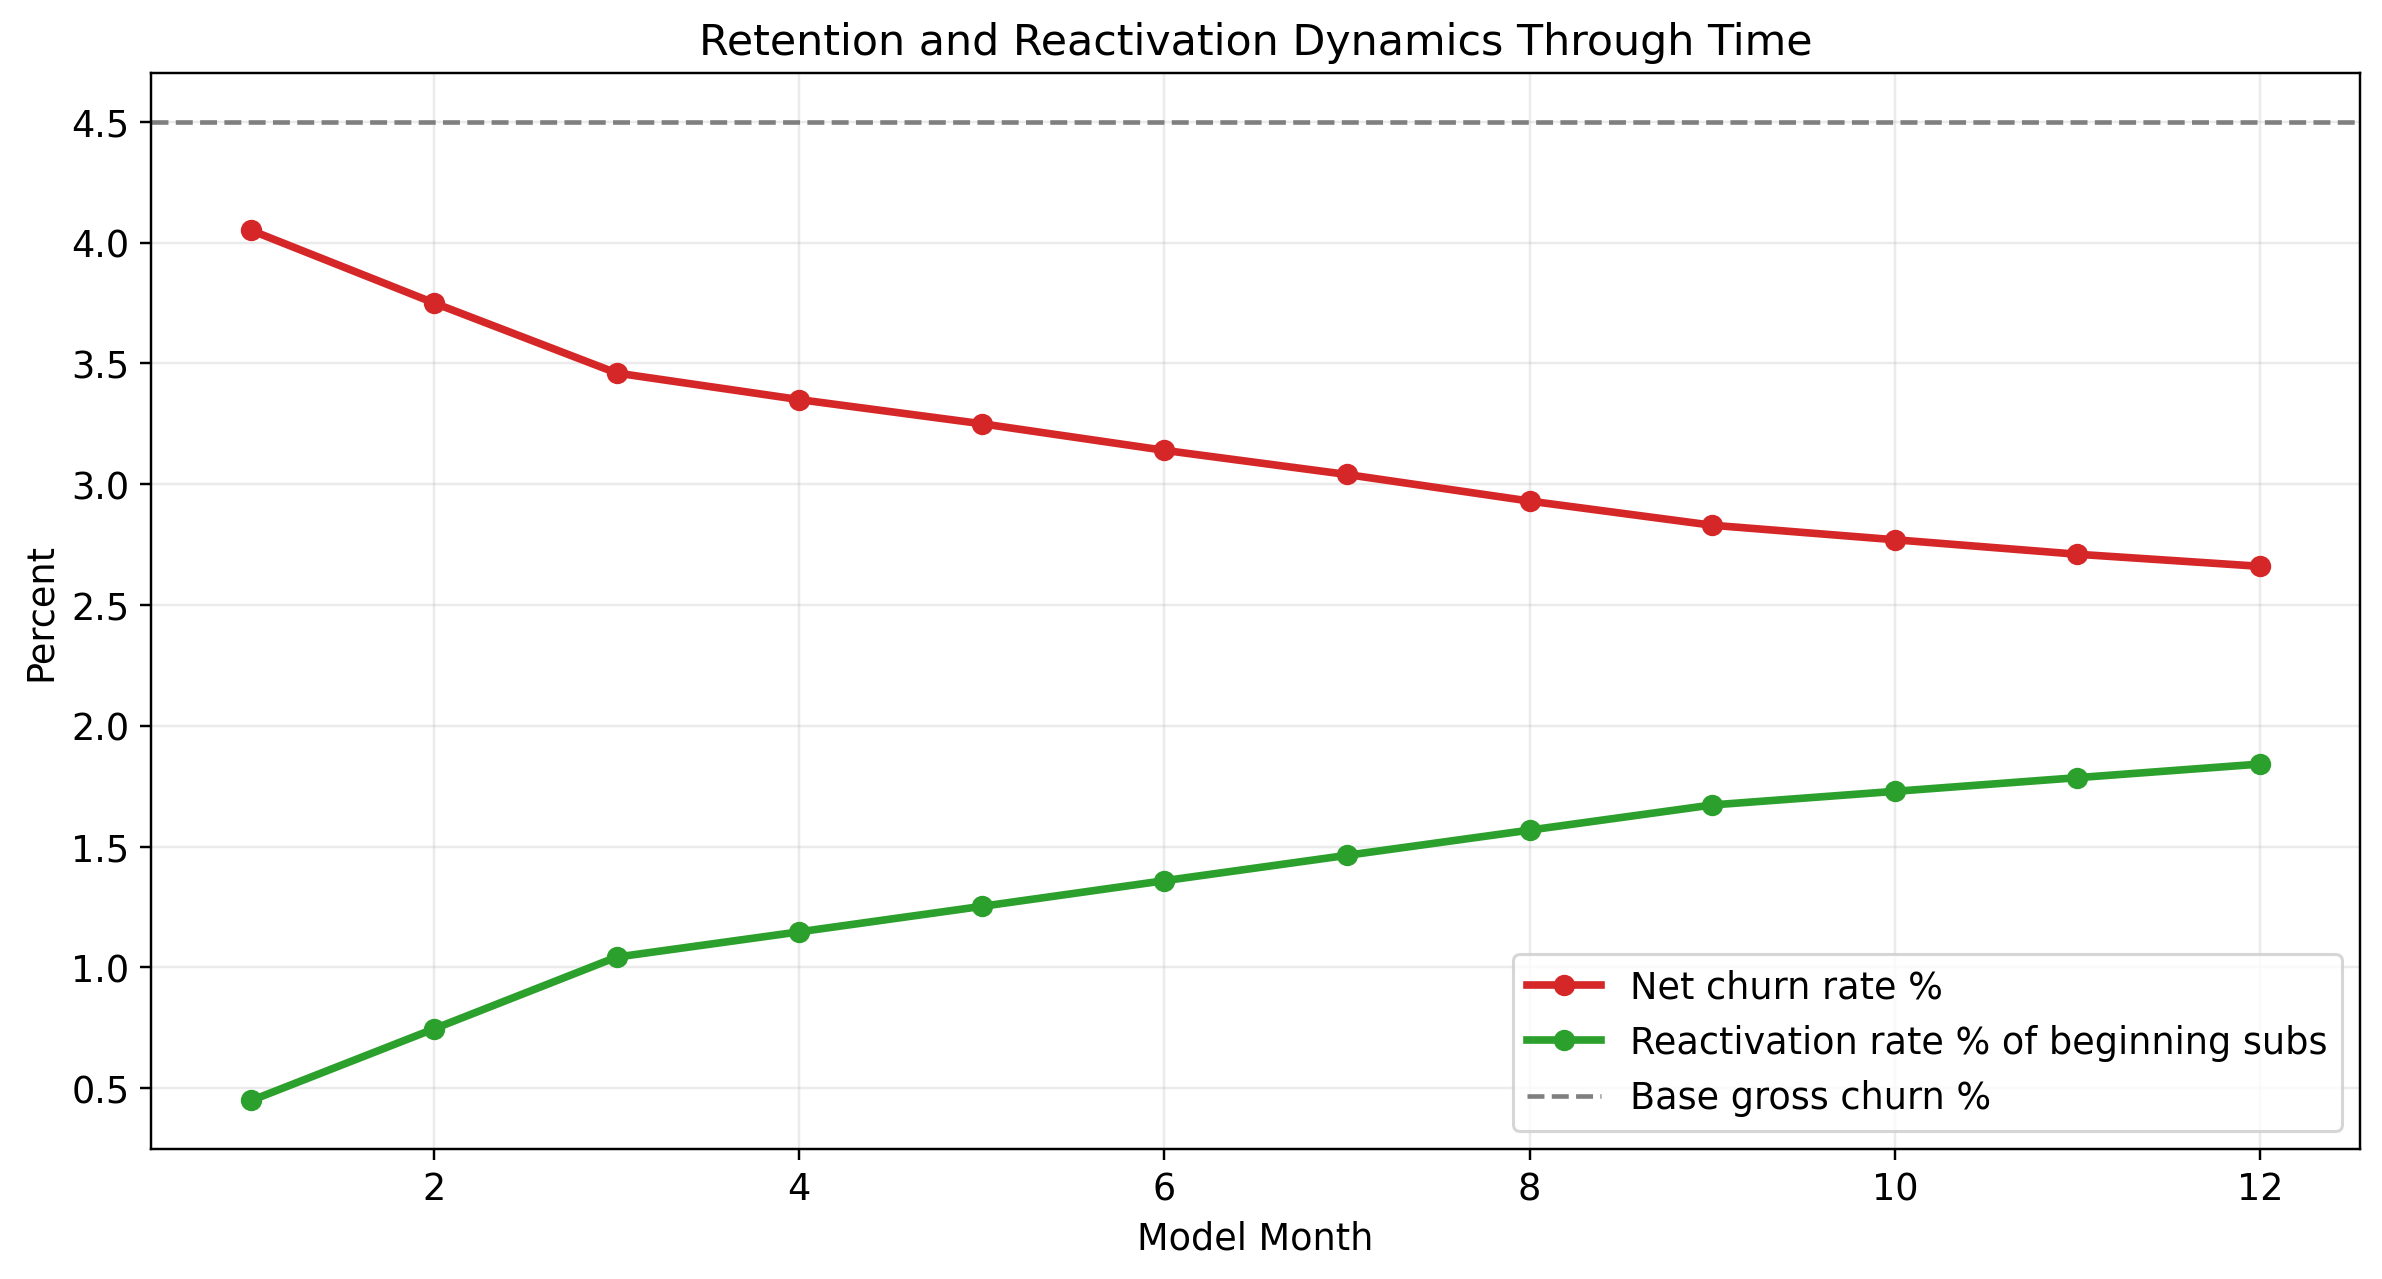 Retention and Reactivation Dynamics Through Time
4.5
4.0
3.5
3.0
2.5
2.0
1.5
1.0
0.5
Percent
Net churn rate %
Reactivation rate % of beginning subs
Base gross churn %
2 4 6 8 10 12
Model Month